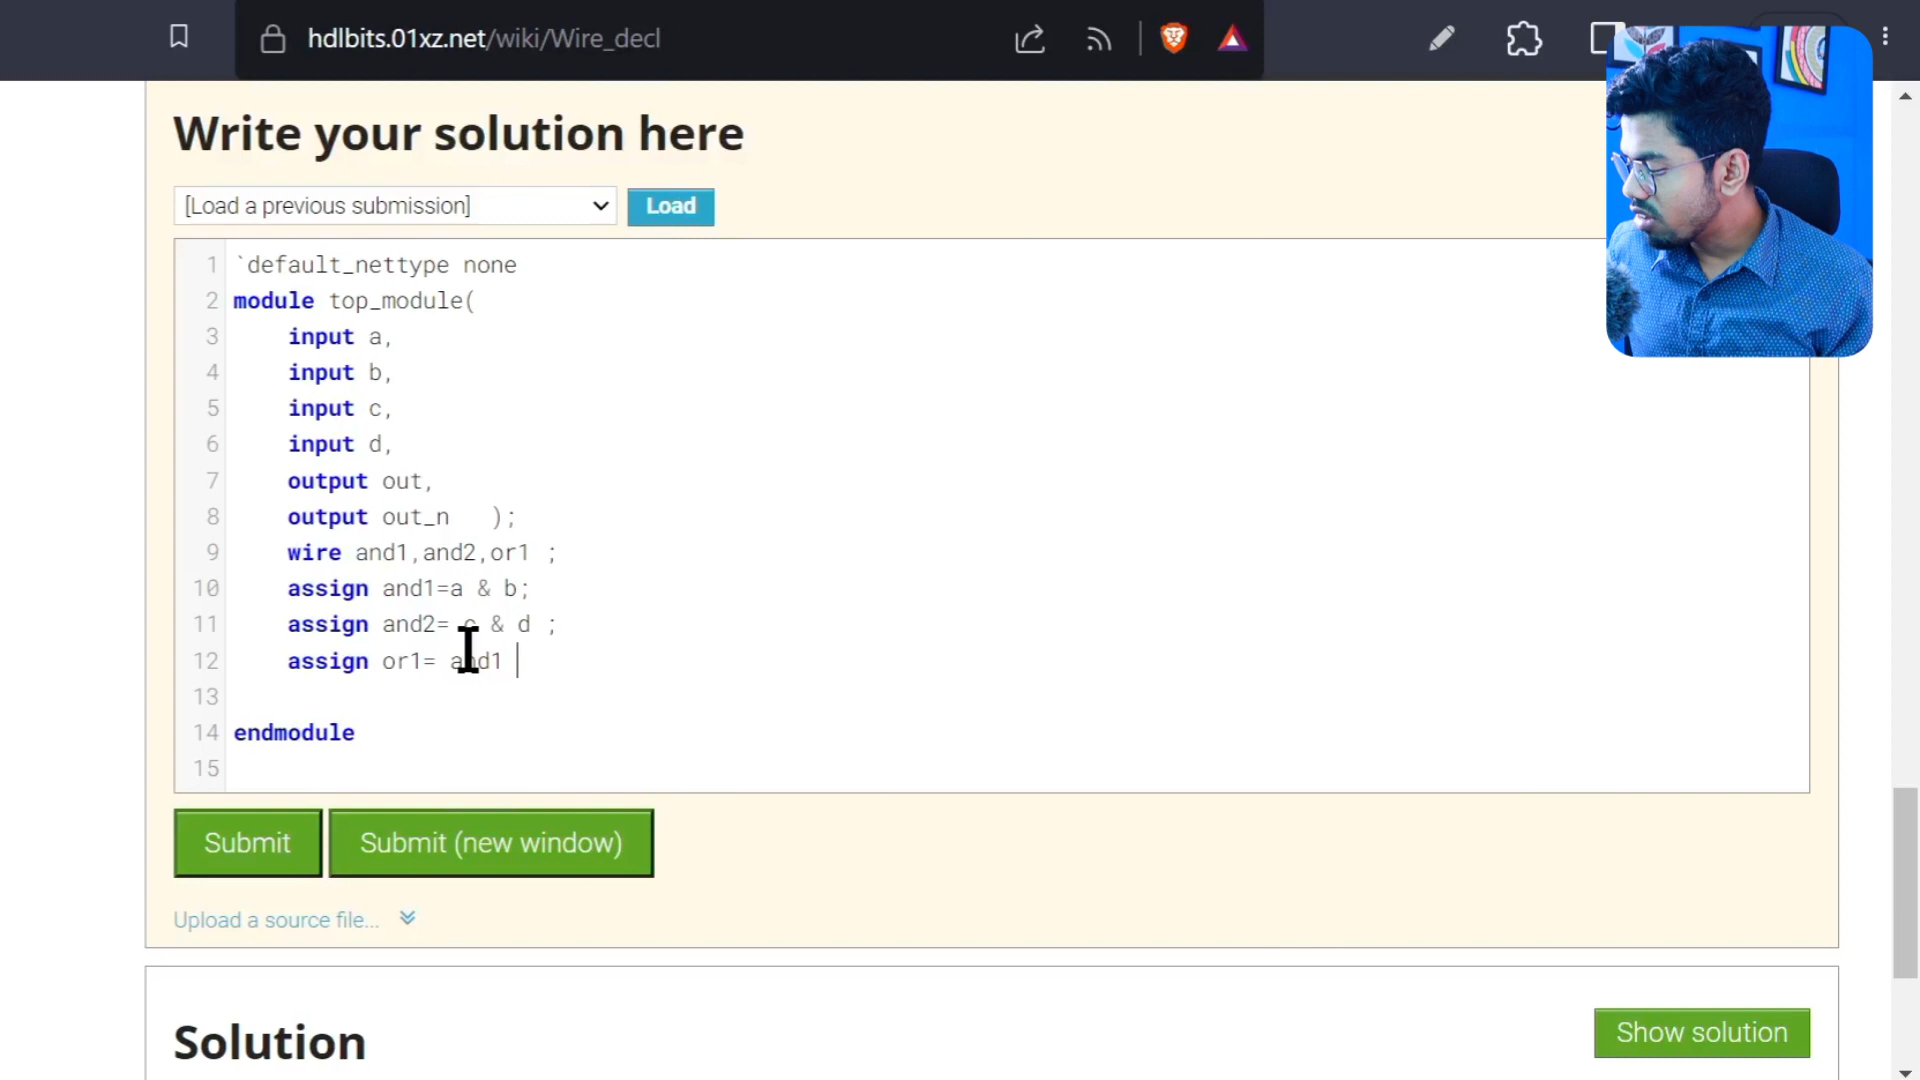 hdlbits.01xz.net/wiki/Wire_decl
Write your solution here
[Load a previous submission]
Load
1 `default_nettype none
2 module top_module(
3 input a,
4 input b,
5 input c,
6 input d,
7 output out,
8 output out_n );
9 wire and1,and2,or1 ;
10 assign and1=a & b;
11 assign and2= c & d ;
12 assign or1= and1
13
14 endmodule
15
Submit
Submit (new window)
Upload a source file...
Solution
Show solution